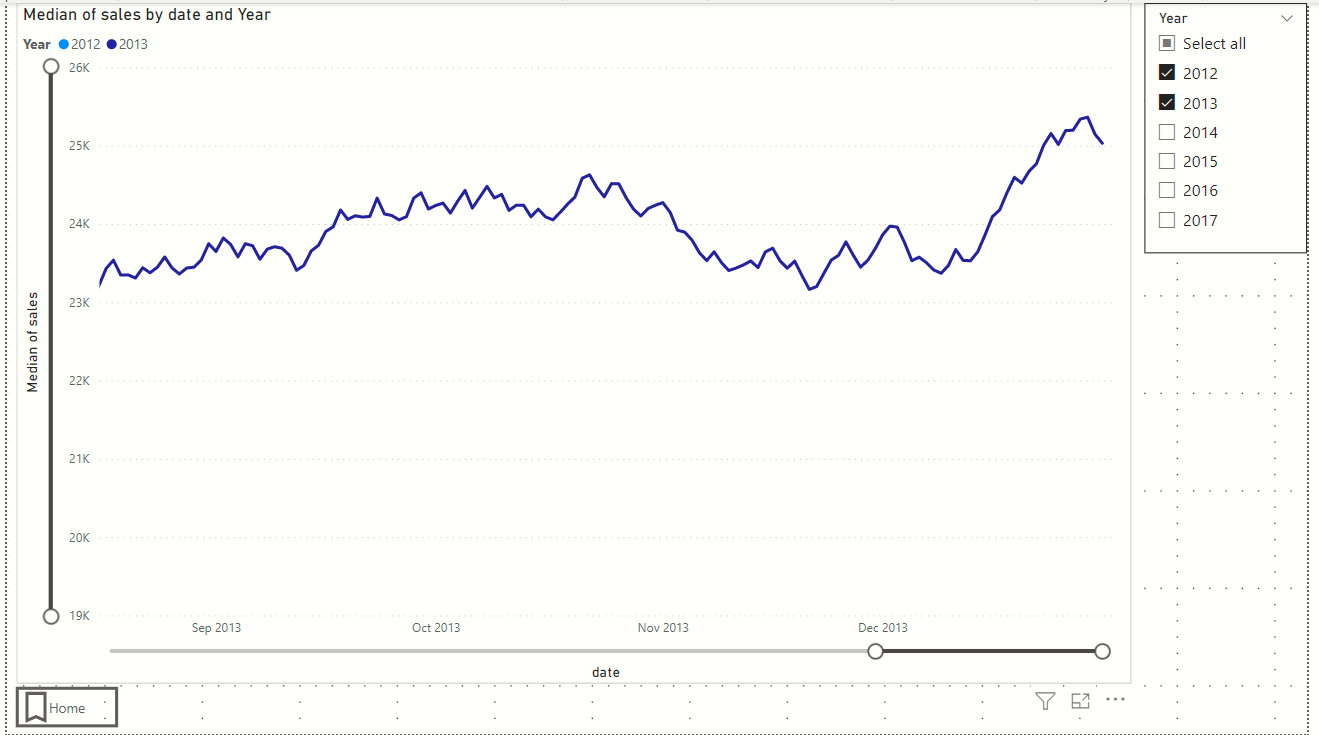 Median of sales by date and Year
Year 2012 2013
26K
25K
24K
23K
22K
21K
20K
19K
Median of sales
Sep 2013 Oct 2013 Nov 2013 Dec 2013
date
Home
Year
Select all
2012
2013
2014
2015
2016
2017